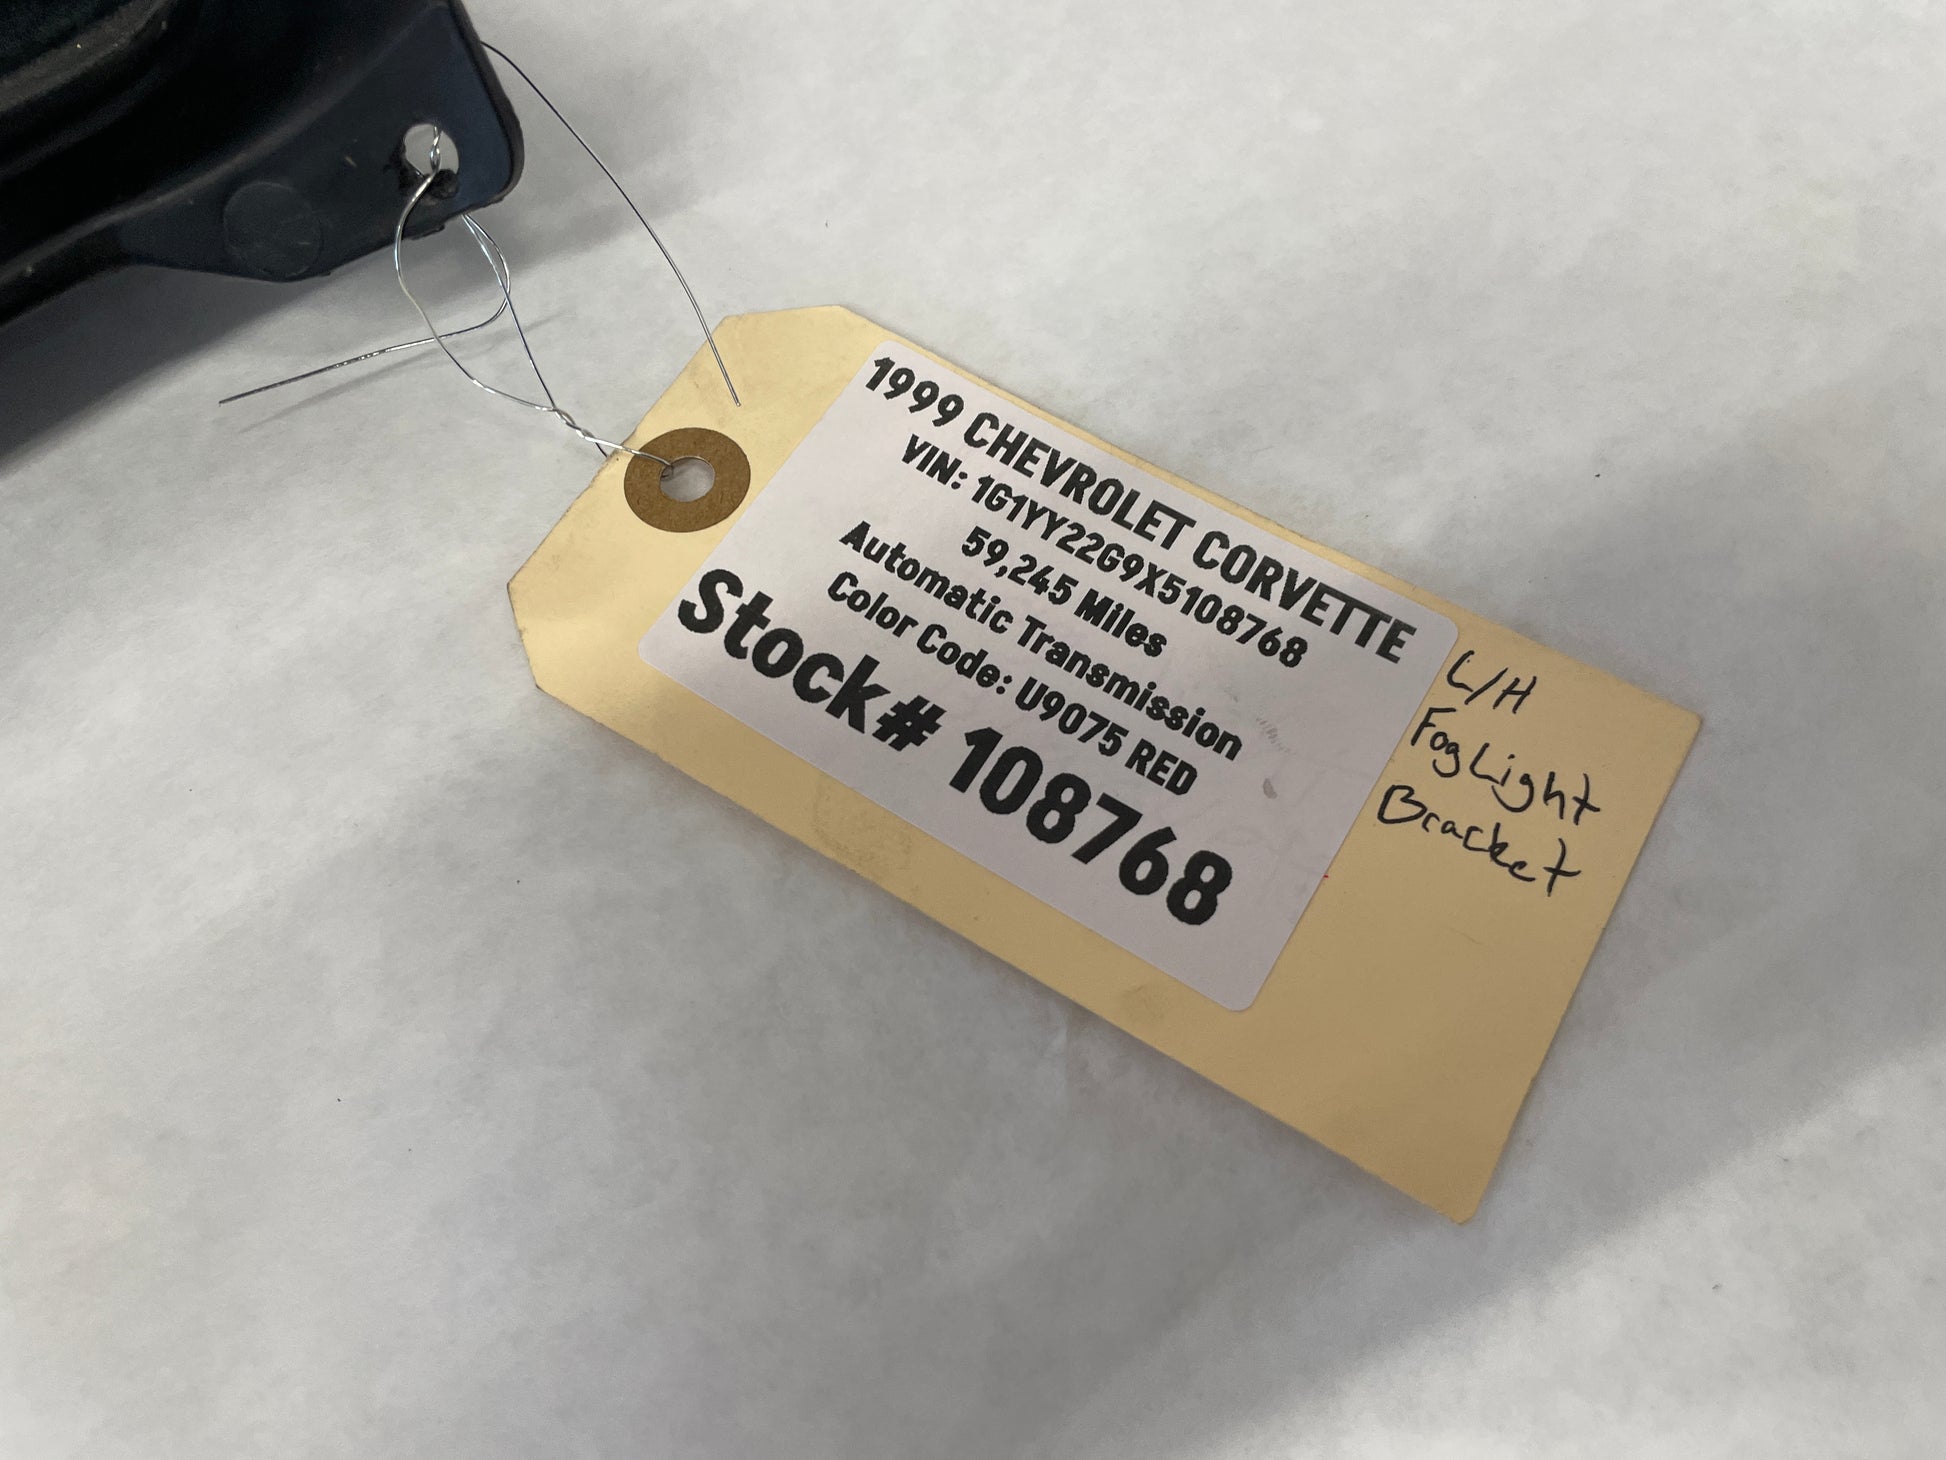 1999 CHEVROLET CORVETTE
VIN: 1G1YY22G9X5108768
59,245 Miles
Automatic Transmission
Color Code: U9075 RED
Stock# 108768
L/H
Fog Light
Bracket